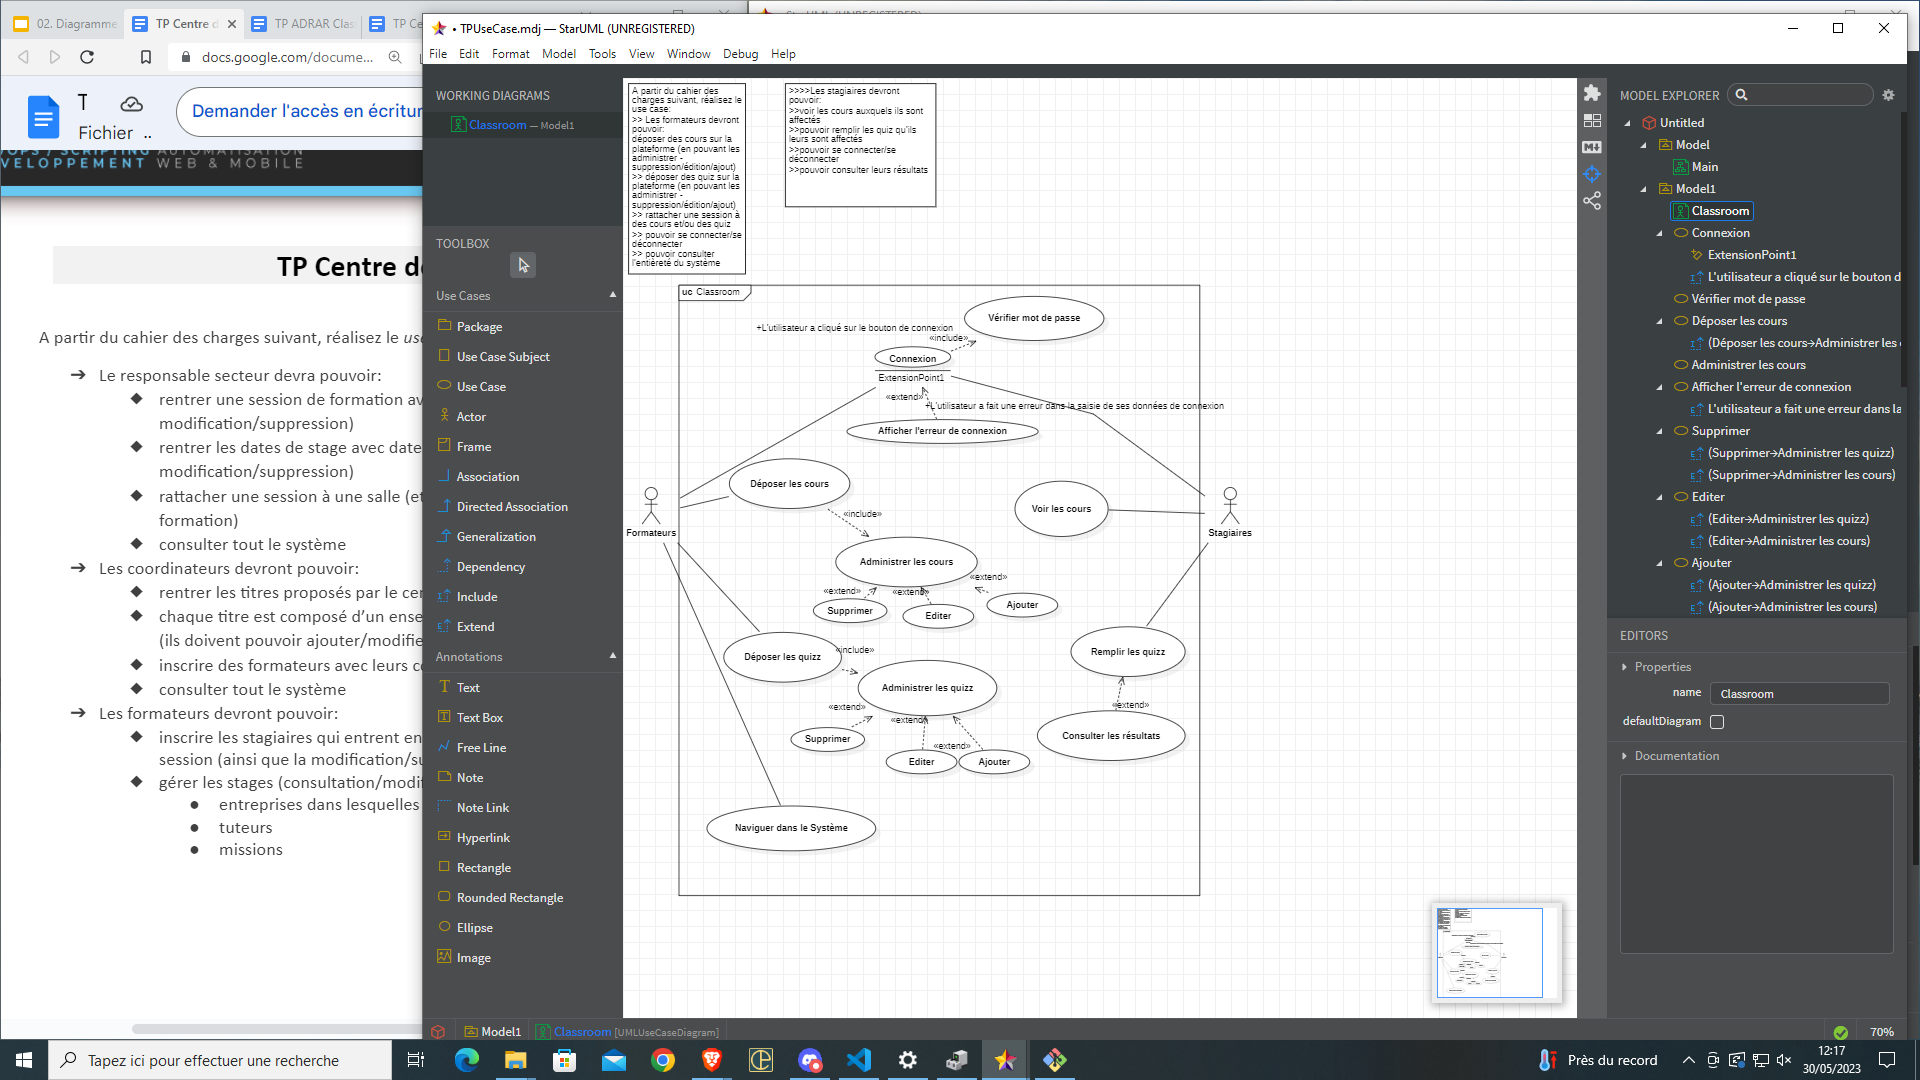 02. Diagramme
TP Centre d
TP ADRAR Clas
TP Ce
docs.google.com/docume...
T
Fichier ..
Demander l'accès en écritur
OPS / SCRIPTING AUTOMATISATION
VELOPPEMENT WEB & MOBILE
TP Centre d
A partir du cahier des charges suivant, réalisez le us
➔ Le responsable secteur devra pouvoir:
◆ rentrer une session de formation av
modification/suppression)
◆ rentrer les dates de stage avec date
modification/suppression)
◆ rattacher une session à une salle (et
formation)
◆ consulter tout le système
➔ Les coordinateurs devront pouvoir:
◆ rentrer les titres proposés par le cen
◆ chaque titre est composé d'un ense
(ils doivent pouvoir ajouter/modifie
◆ inscrire des formateurs avec leurs c
◆ consulter tout le système
➔ Les formateurs devront pouvoir:
◆ inscrire les stagiaires qui entrent en
session (ainsi que la modification/su
◆ gérer les stages (consultation/modif
● entreprises dans lesquelles
● tuteurs
● missions
• TPUseCase.mdj — StarUML (UNREGISTERED)
File Edit Format Model Tools View Window Debug Help
WORKING DIAGRAMS
Classroom — Model1
TOOLBOX
Use Cases
Package
Use Case Subject
Use Case
Actor
Frame
Association
Directed Association
Generalization
Dependency
Include
Extend
Annotations
Text
Text Box
Free Line
Note
Note Link
Hyperlink
Rectangle
Rounded Rectangle
Ellipse
Image
A partir du cahier des
charges suivant, réalisez le
use case:
>> Les formateurs devront
pouvoir:
déposer des cours sur la
plateforme (en pouvant les
administrer -
suppression/édition/ajout)
>> déposer des quiz sur la
plateforme (en pouvant les
administrer -
suppression/édition/ajout)
>> rattacher une session à
des cours et/ou des quiz
>> pouvoir se connecter/se
déconnecter
>> pouvoir consulter
l'entièreté du système
>>>>Les stagiaires devront
pouvoir:
>>voir les cours auxquels ils sont
affectés
>>pouvoir remplir les quiz qu'ils
leurs sont affectés
>>pouvoir se connecter/se
déconnecter
>>pouvoir consulter leurs résultats
uc Classroom
Vérifier mot de passe
+L'utilisateur a cliqué sur le bouton de connexion
«include»
Connexion
ExtensionPoint1
«extend»
+L'utilisateur a fait une erreur dans la saisie de ses données de connexion
Afficher l'erreur de connexion
Déposer les cours
Voir les cours
«include»
Formateurs
Stagiaires
Administrer les cours
«extend»
«extend»
«extend»
Supprimer
Editer
Ajouter
Déposer les quizz
«include»
Remplir les quizz
Administrer les quizz
«extend»
«extend»
«extend»
Supprimer
Consulter les résultats
«extend»
Editer
Ajouter
Naviguer dans le Système
MODEL EXPLORER
Untitled
Model
Main
Model1
Classroom
Connexion
ExtensionPoint1
L'utilisateur a cliqué sur le bouton d
Vérifier mot de passe
Déposer les cours
(Déposer les cours→Administrer les
Administrer les cours
Afficher l'erreur de connexion
L'utilisateur a fait une erreur dans la
Supprimer
(Supprimer→Administrer les quizz)
(Supprimer→Administrer les cours)
Editer
(Editer→Administrer les quizz)
(Editer→Administrer les cours)
Ajouter
(Ajouter→Administrer les quizz)
(Ajouter→Administrer les cours)
EDITORS
Properties
name Classroom
defaultDiagram
Documentation
Model1 Classroom [UMLUseCaseDiagram]
70%
Tapez ici pour effectuer une recherche
Près du record
12:17
30/05/2023